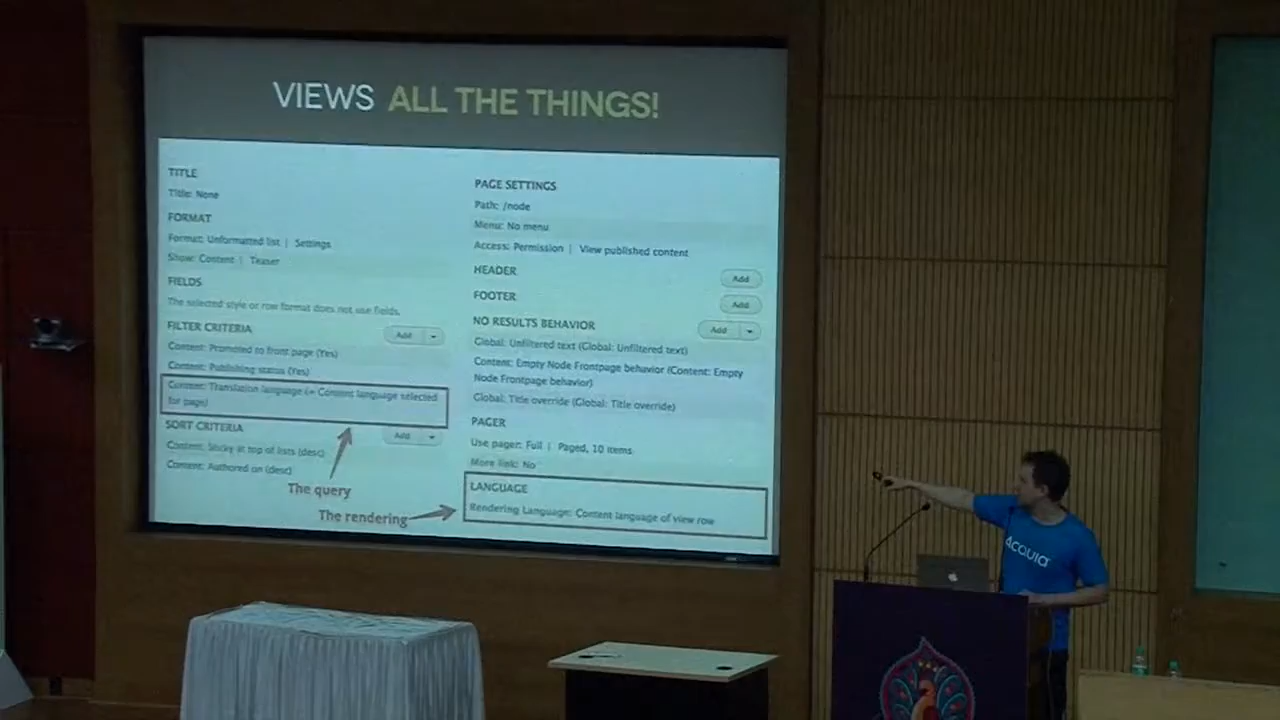 VIEWS ALL THE THINGS!
TITLE
Title: None
FORMAT
Format: Unformatted list | Settings
Show: Content | Teaser
FIELDS
The selected style or row format does not use fields.
FILTER CRITERIA
Add
Content: Promoted to front page (Yes)
Content: Publishing status (Yes)
Content: Translation language (= Content language selected
for page)
SORT CRITERIA
Add
Content: Sticky at top of lists (desc)
Content: Authored on (desc)
The query
The rendering
PAGE SETTINGS
Path: /node
Menu: No menu
Access: Permission | View published content
HEADER
Add
FOOTER
Add
NO RESULTS BEHAVIOR
Add
Global: Unfiltered text (Global: Unfiltered text)
Content: Empty Node Frontpage behavior (Content: Empty
Node Frontpage behavior)
Global: Title override (Global: Title override)
PAGER
Use pager: Full | Paged, 10 items
More link: No
LANGUAGE
Rendering Language: Content language of view row
ACQUIA